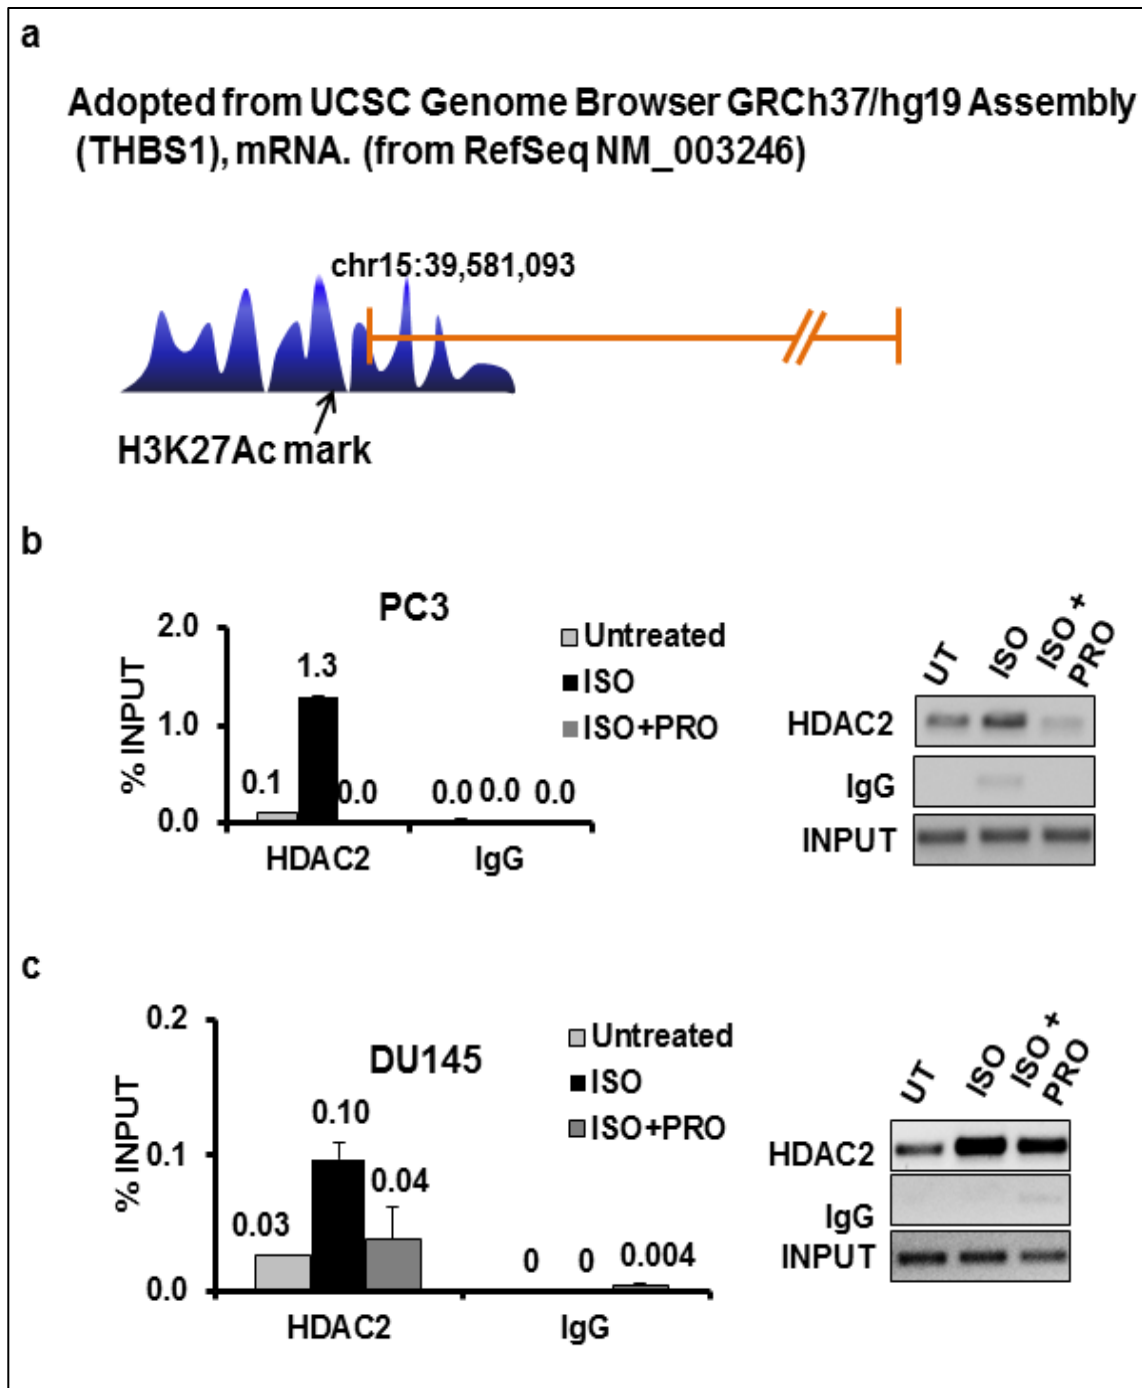 a
Adopted from UCSC Genome Browser GRCh37/hg19 Assembly
(THBS1), mRNA. (from RefSeq NM_003246)
chr15:39,581,093
H3K27Ac mark
b
PC3
% INPUT
2.0
1.0
0.0
0.1
1.3
0.0
0.0
0.0
0.0
HDAC2
IgG
Untreated
ISO
ISO+PRO
UT
ISO
ISO +
PRO
HDAC2
IgG
INPUT
c
DU145
% INPUT
0.2
0.1
0.0
0.03
0.10
0.04
0
0
0.004
HDAC2
IgG
Untreated
ISO
ISO+PRO
UT
ISO
ISO +
PRO
HDAC2
IgG
INPUT